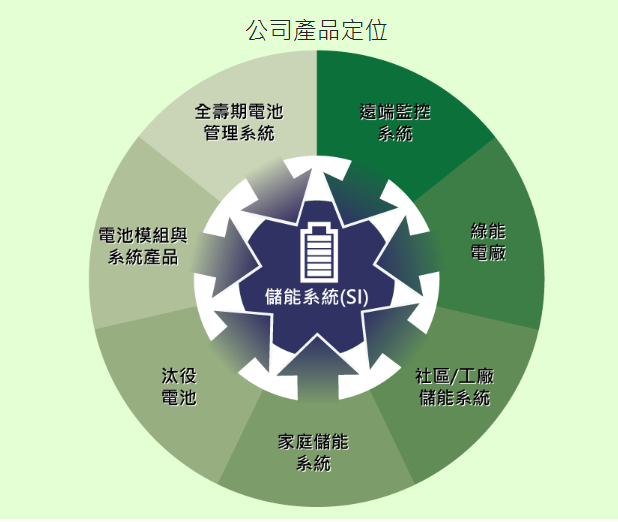 公司產品定位
全壽期電池
管理系統
遠端監控
系統
電池模組與
系統產品
綠能
電廠
儲能系統(SI)
汰役
電池
社區/工廠
儲能系統
家庭儲能
系統